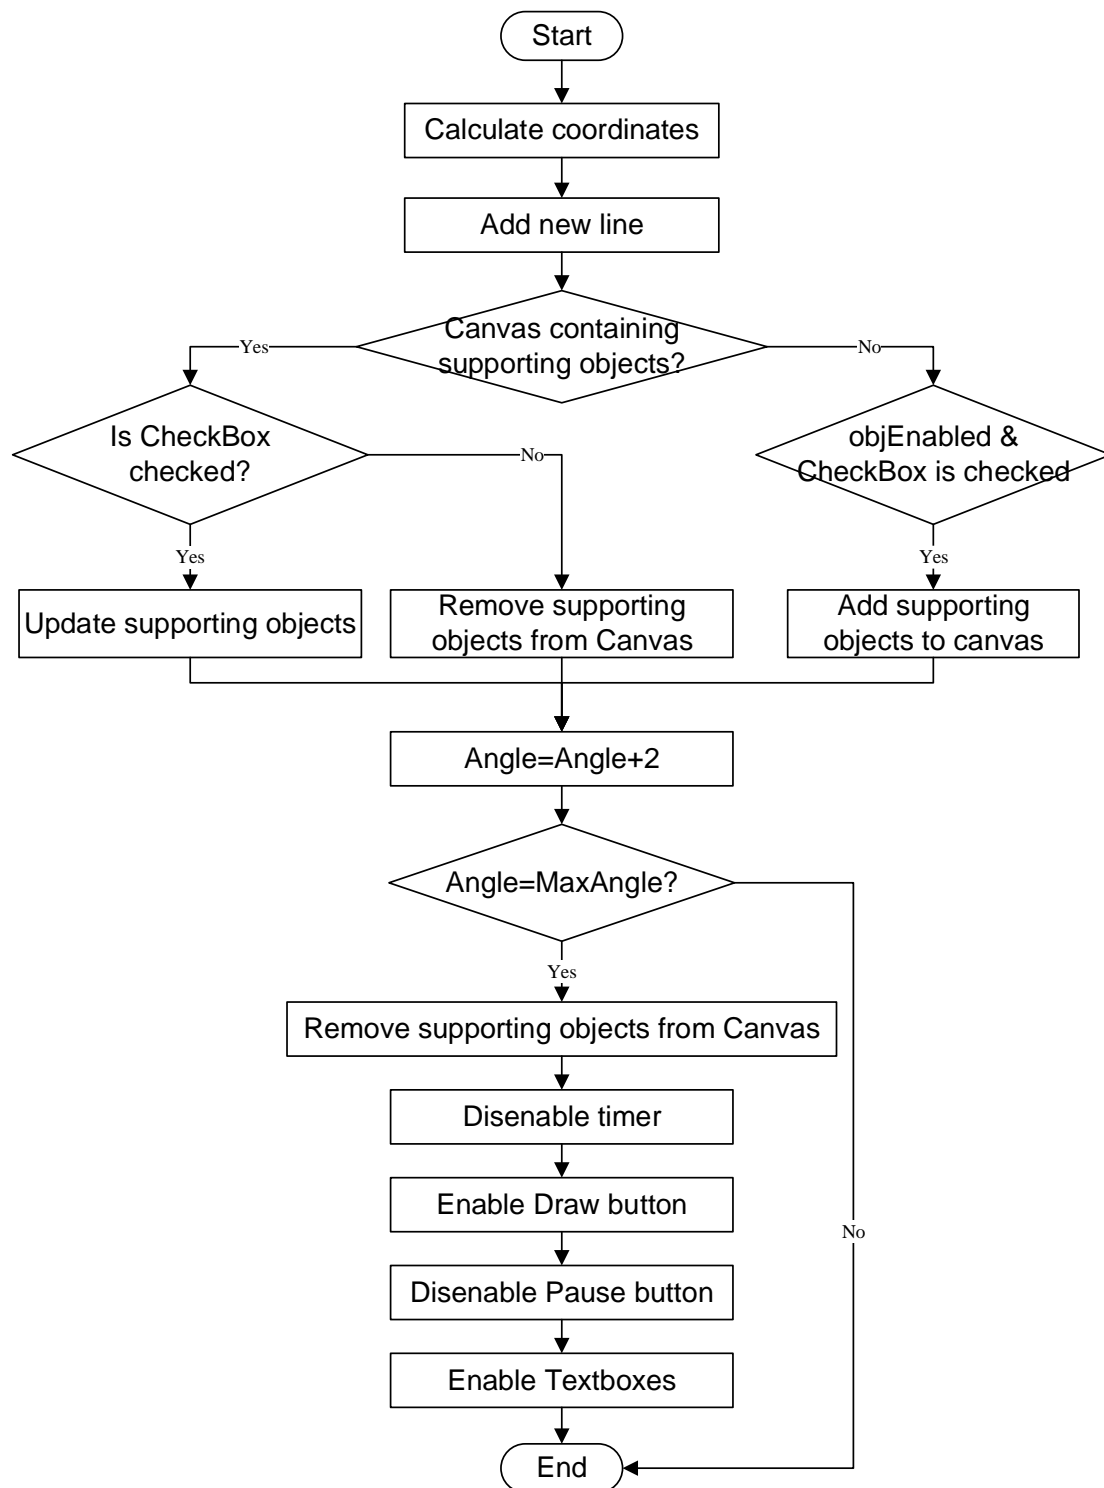 Start
Calculate coordinates
Add new line
Canvas containing
supporting objects?
Yes
No
Is CheckBox
checked?
objEnabled &
CheckBox is checked
No
Yes
Yes
Update supporting objects
Remove supporting
objects from Canvas
Add supporting
objects to canvas
Angle=Angle+2
Angle=MaxAngle?
Yes
Remove supporting objects from Canvas
Disenable timer
Enable Draw button
No
Disenable Pause button
Enable Textboxes
End